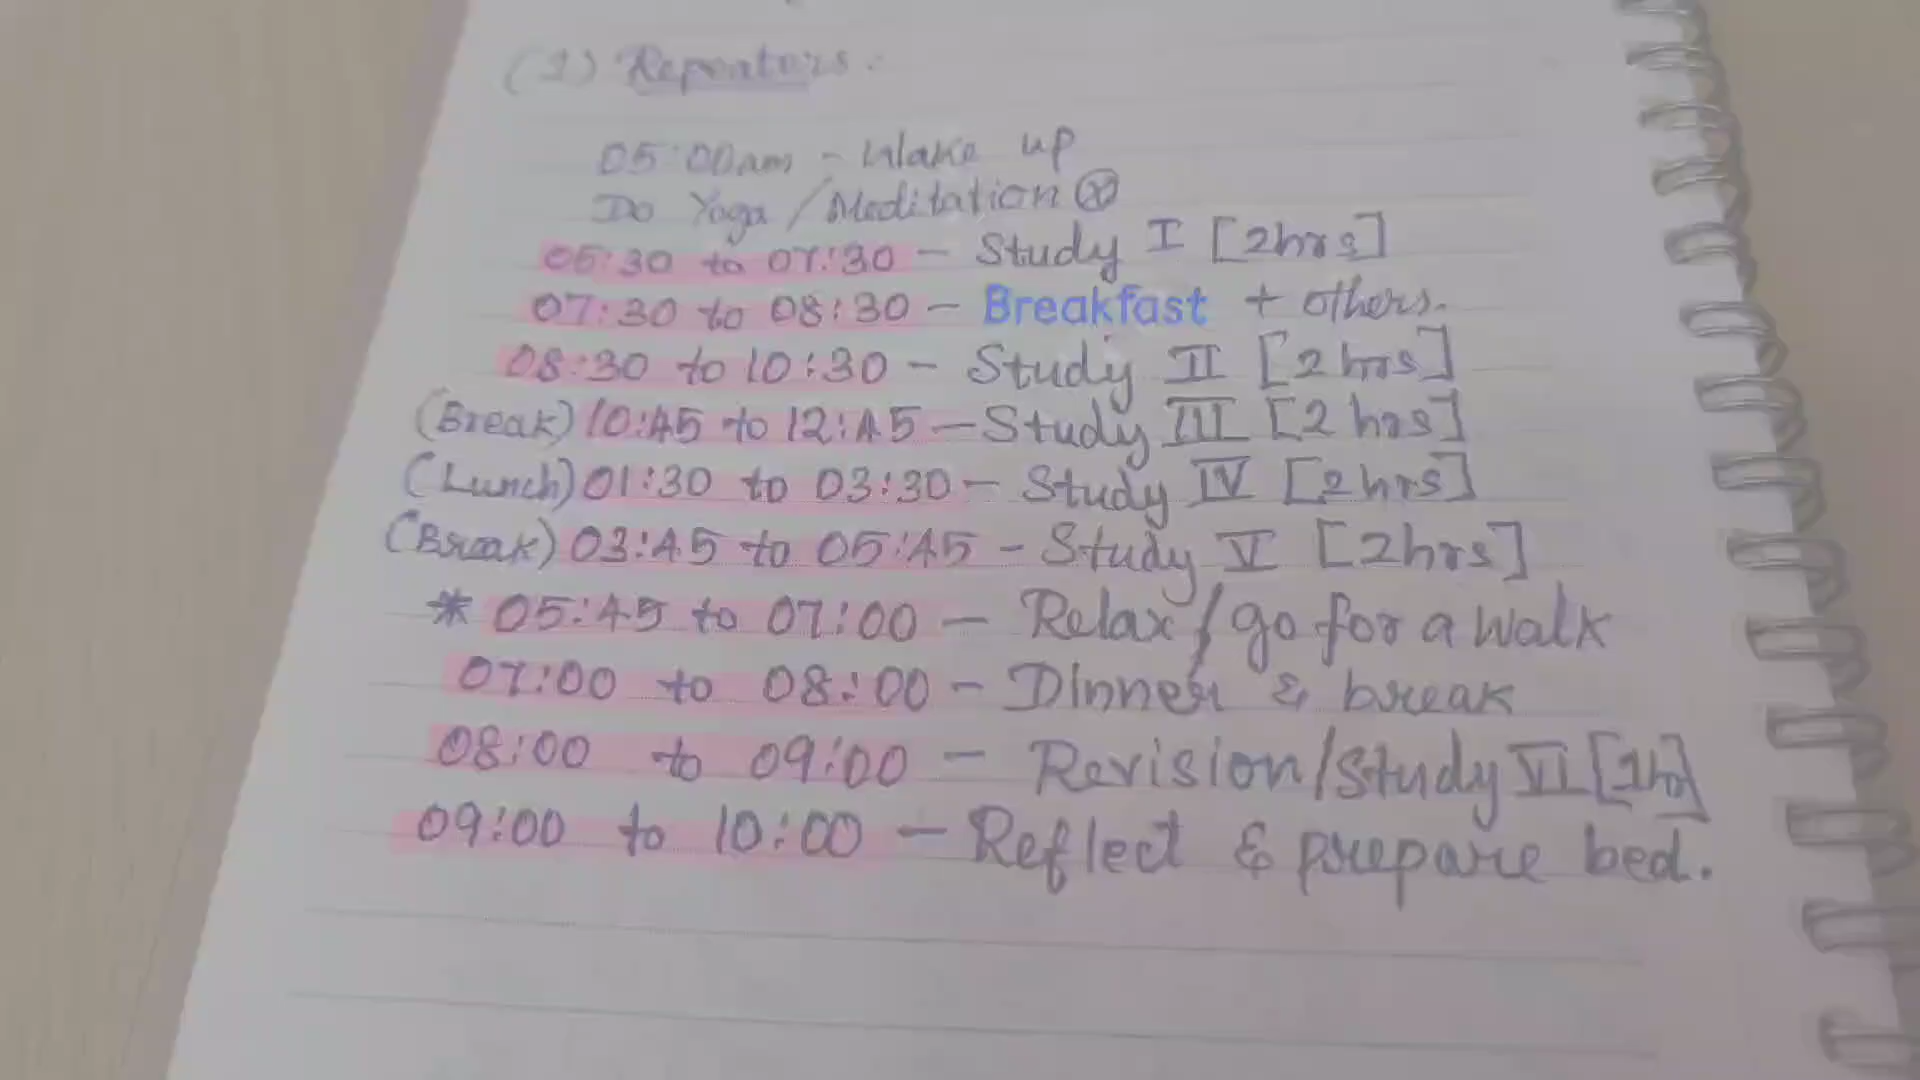 (1) Repeaters.
05:00am - Wake up
Do Yoga/Meditation
05:30 to 07:30 - Study I [2hrs]
07:30 to 08:30 - Breakfast + others.
08:30 to 10:30 - Study II [2 hrs]
(Break) 10:45 to 12:45 - Study III [2 hrs]
(Lunch) 01:30 to 03:30 - Study IV [2hrs]
(Break) 03:45 to 05:45 - Study V [2hrs]
* 05:45 to 07:00 - Relax/go for a walk
07:00 to 08:00 - Dinner & break
08:00 to 09:00 - Revision/Study VI [1hr]
09:00 to 10:00 - Reflect & prepare bed.